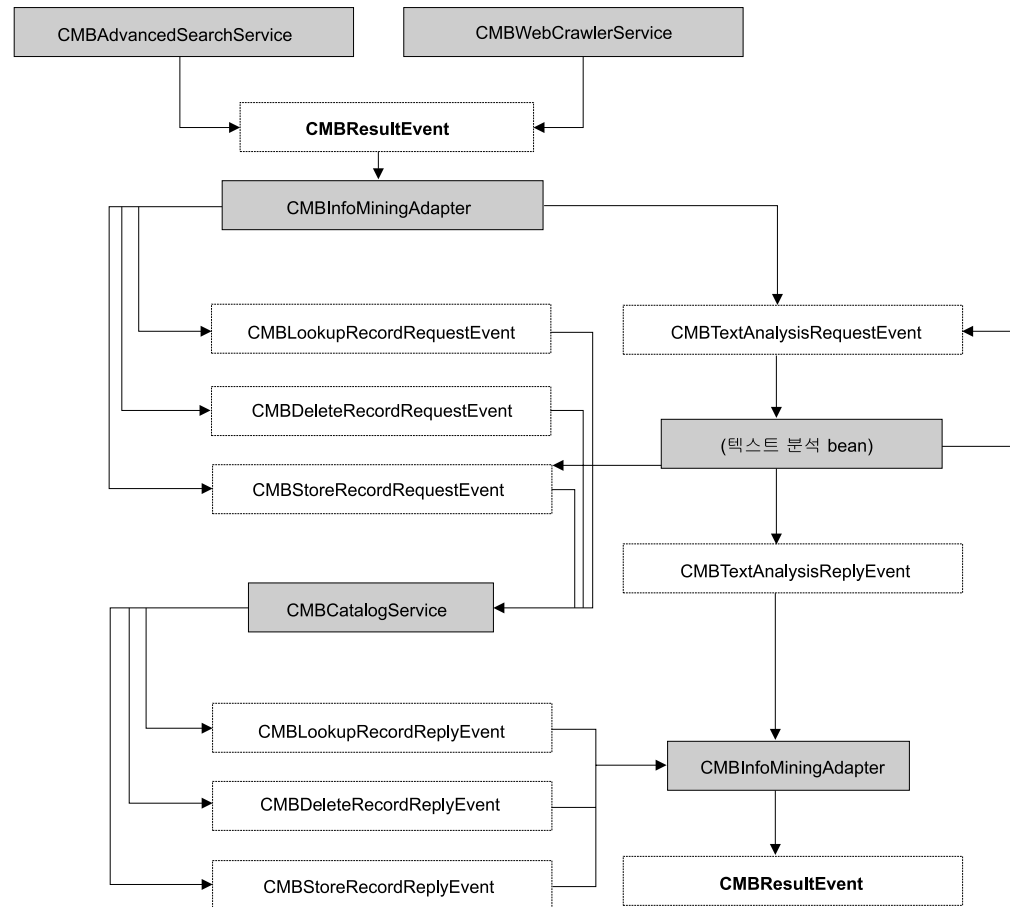 CMBAdvancedSearchService
CMBWebCrawlerService
CMBResultEvent
CMBInfoMiningAdapter
CMBLookupRecordRequestEvent
CMBTextAnalysisRequestEvent
CMBDeleteRecordRequestEvent
(텍스트 분석 bean)
CMBStoreRecordRequestEvent
CMBTextAnalysisReplyEvent
CMBCatalogService
CMBLookupRecordReplyEvent
CMBInfoMiningAdapter
CMBDeleteRecordReplyEvent
CMBStoreRecordReplyEvent
CMBResultEvent